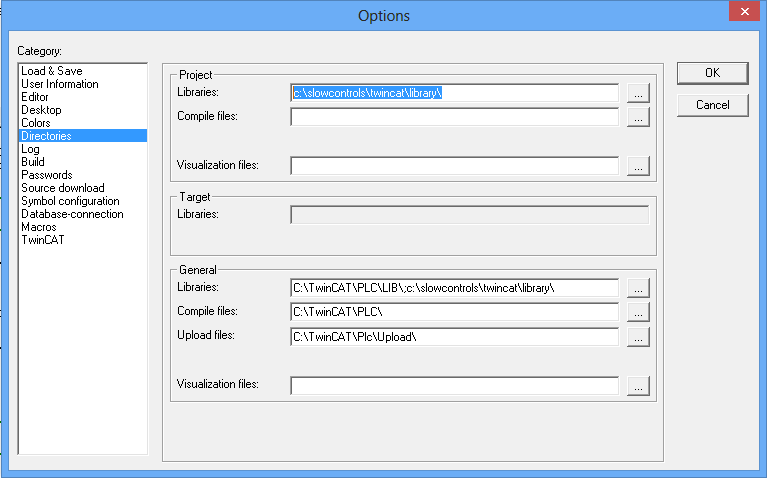 Options
Category:
Load & Save
User Information
Editor
Desktop
Colors
Directories
Log
Build
Passwords
Source download
Symbol configuration
Database-connection
Macros
TwinCAT
Project
Libraries: c:\slowcontrols\twincat\library\ ...
Compile files: ...
Visualization files: ...
Target
Libraries:
General
Libraries: C:\TwinCAT\PLC\LIB\;c:\slowcontrols\twincat\library\ ...
Compile files: C:\TwinCAT\PLC\ ...
Upload files: C:\TwinCAT\Plc\Upload\ ...
Visualization files: ...
OK
Cancel